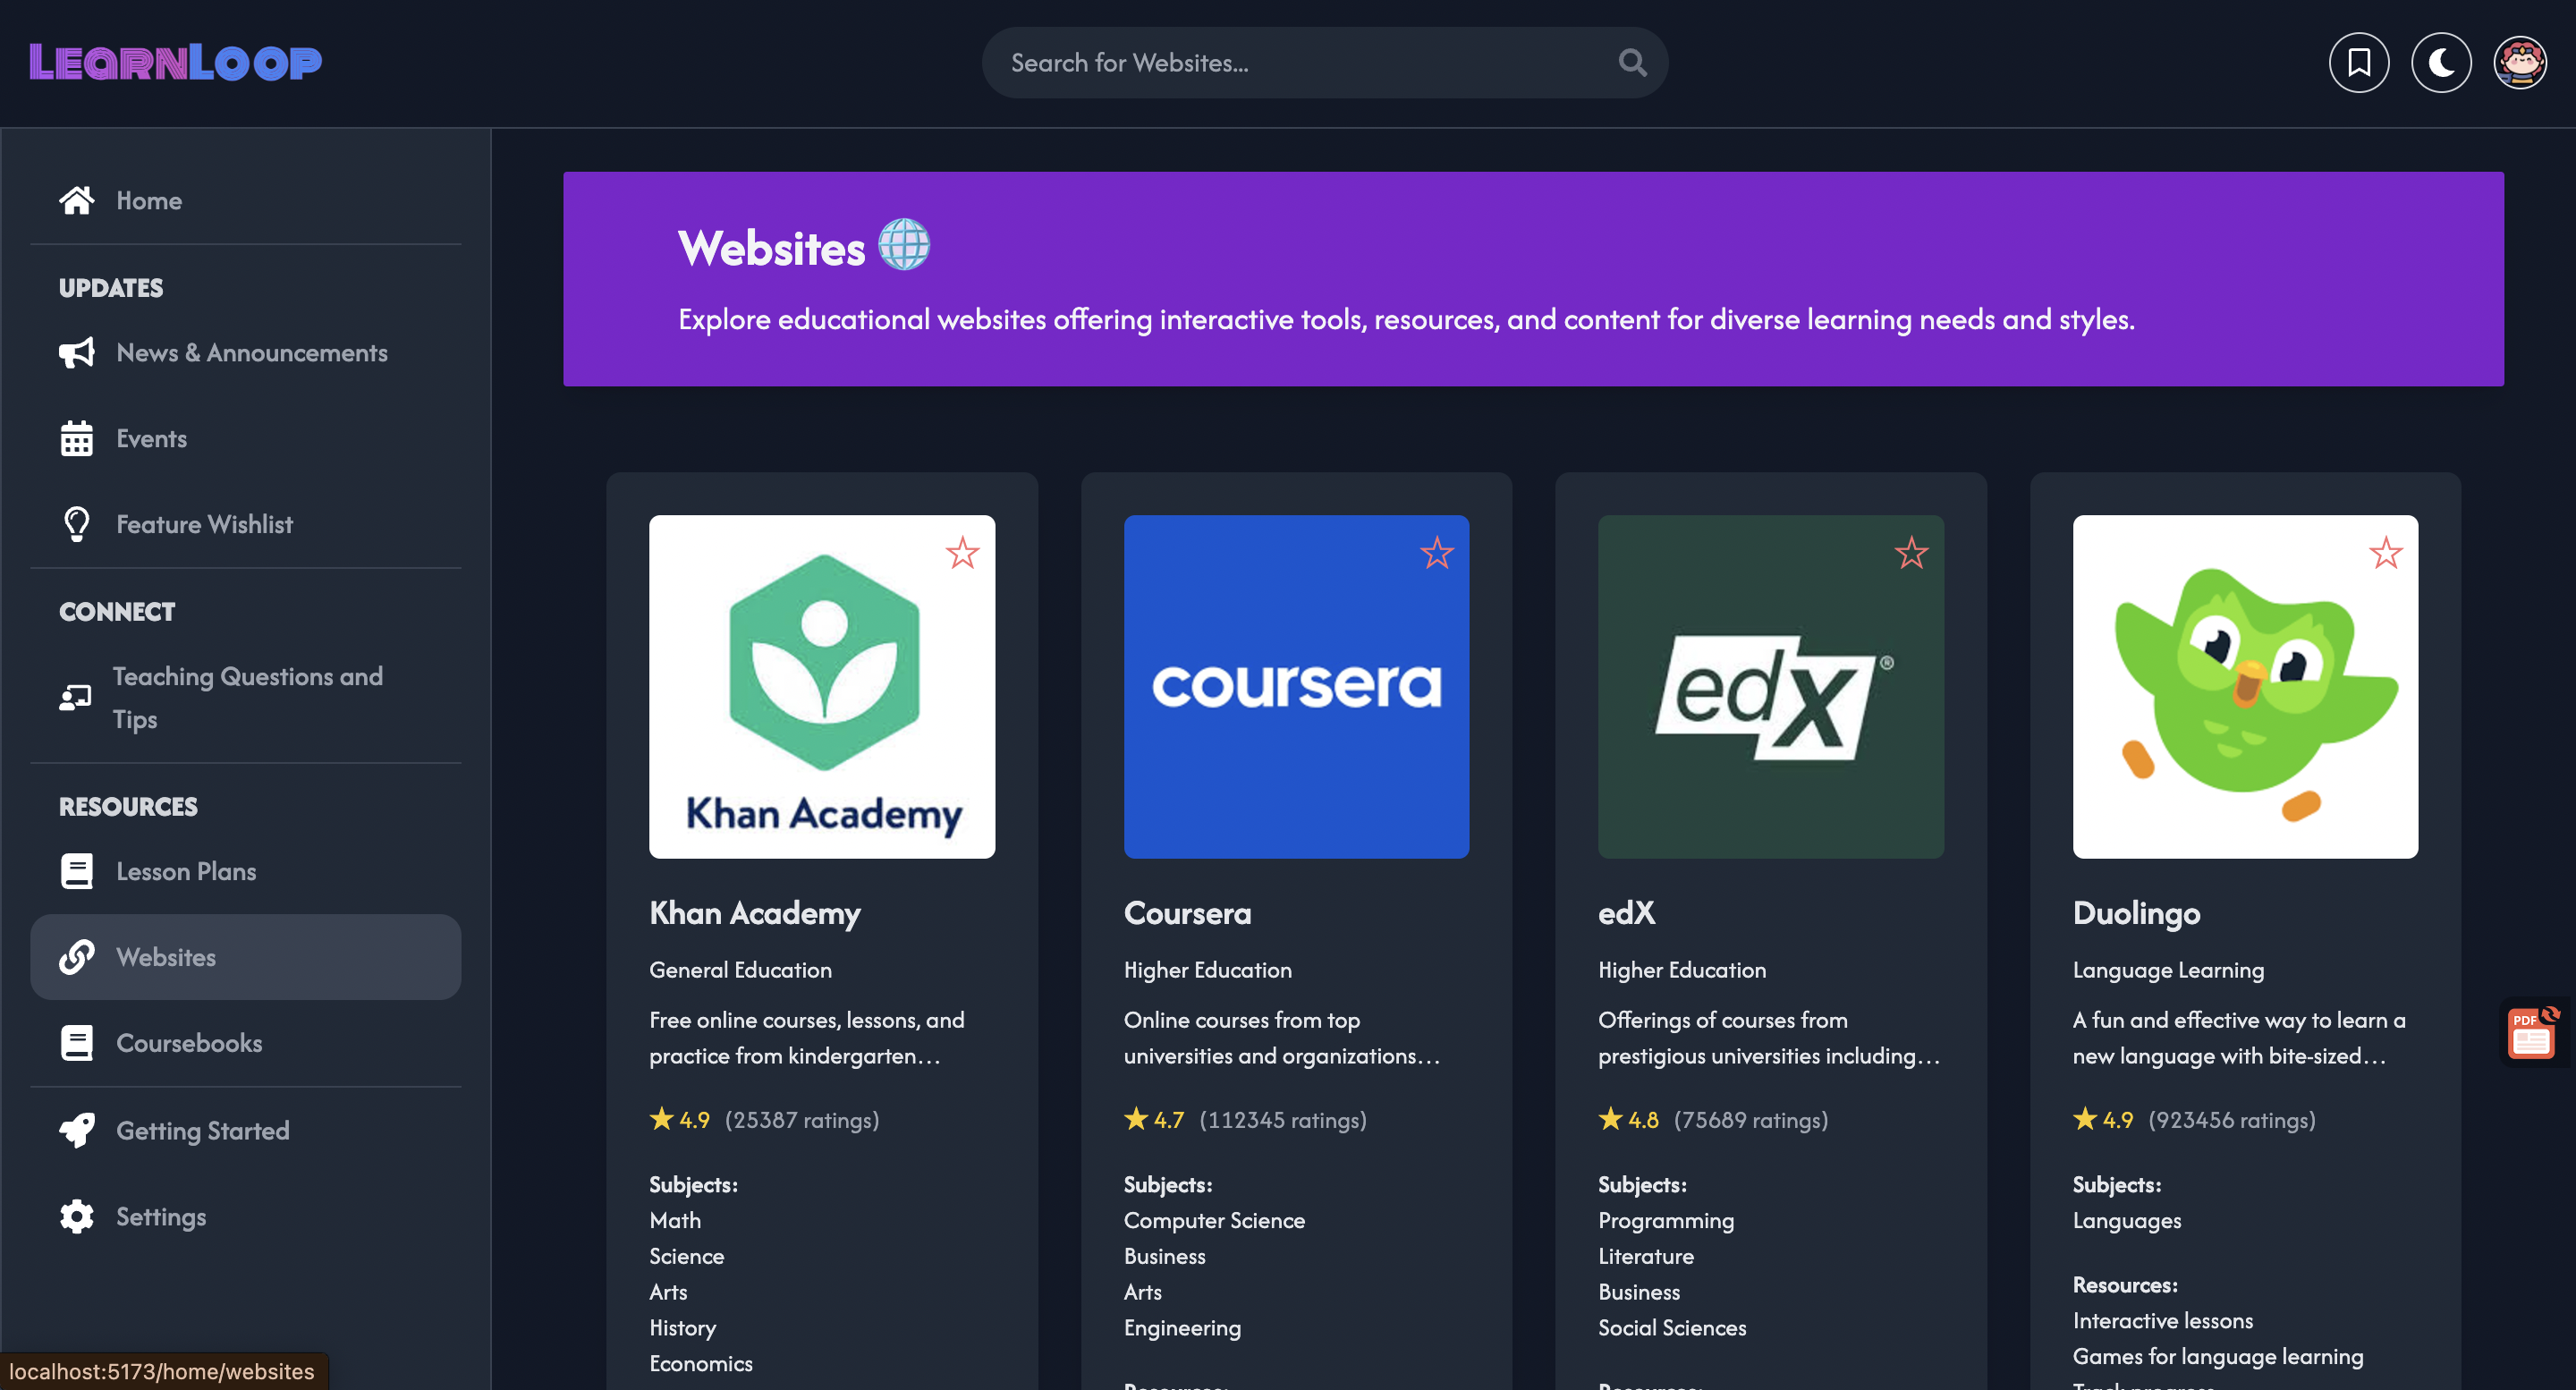 LEARNLOOP
Search for Websites...
Home
UPDATES
News & Announcements
Events
Feature Wishlist
CONNECT
Teaching Questions and
Tips
RESOURCES
Lesson Plans
Websites
Coursebooks
Getting Started
Settings
localhost:5173/home/websites
Websites
Explore educational websites offering interactive tools, resources, and content for diverse learning needs and styles.
Khan Academy
Khan Academy
General Education
Free online courses, lessons, and
practice from kindergarten…
4.9 (25387 ratings)
Subjects:
Math
Science
Arts
History
Economics
coursera
Coursera
Higher Education
Online courses from top
universities and organizations…
4.7 (112345 ratings)
Subjects:
Computer Science
Business
Arts
Engineering
Resources:
edX®
edX
Higher Education
Offerings of courses from
prestigious universities including…
4.8 (75689 ratings)
Subjects:
Programming
Literature
Business
Social Sciences
Resources:
Duolingo
Language Learning
A fun and effective way to learn a
new language with bite-sized…
4.9 (923456 ratings)
Subjects:
Languages
Resources:
Interactive lessons
Games for language learning
Track progress
PDF